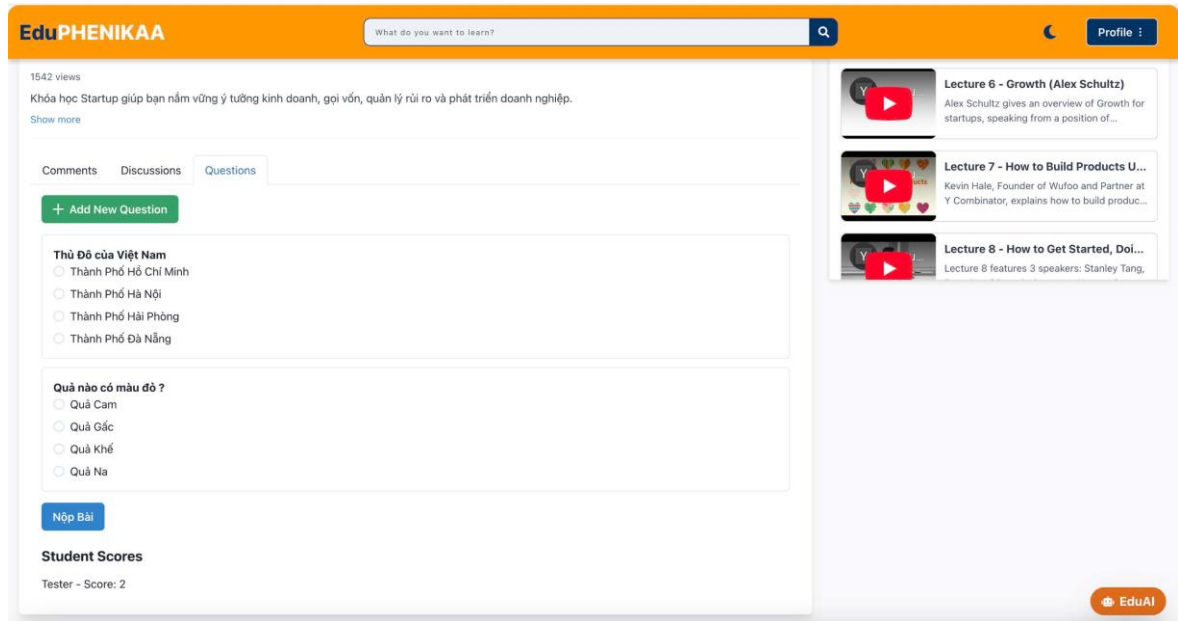 EduPHENIKAA
What do you want to learn?
Profile
1542 views
Khóa học Startup giúp bạn nắm vững ý tưởng kinh doanh, gọi vốn, quản lý rủi ro và phát triển doanh nghiệp.
Show more
Comments
Discussions
Questions
+ Add New Question
Thủ Đô của Việt Nam
Thành Phố Hồ Chí Minh
Thành Phố Hà Nội
Thành Phố Hải Phòng
Thành Phố Đà Nẵng
Quả nào có màu đỏ ?
Quả Cam
Quả Gấc
Quả Khế
Quả Na
Nộp Bài
Student Scores
Tester - Score: 2
Lecture 6 - Growth (Alex Schultz)
Alex Schultz gives an overview of Growth for
startups, speaking from a position of...
Lecture 7 - How to Build Products U...
Kevin Hale, Founder of Wufoo and Partner at
Y Combinator, explains how to build produc...
Lecture 8 - How to Get Started, Doi...
Lecture 8 features 3 speakers: Stanley Tang,
EduAI